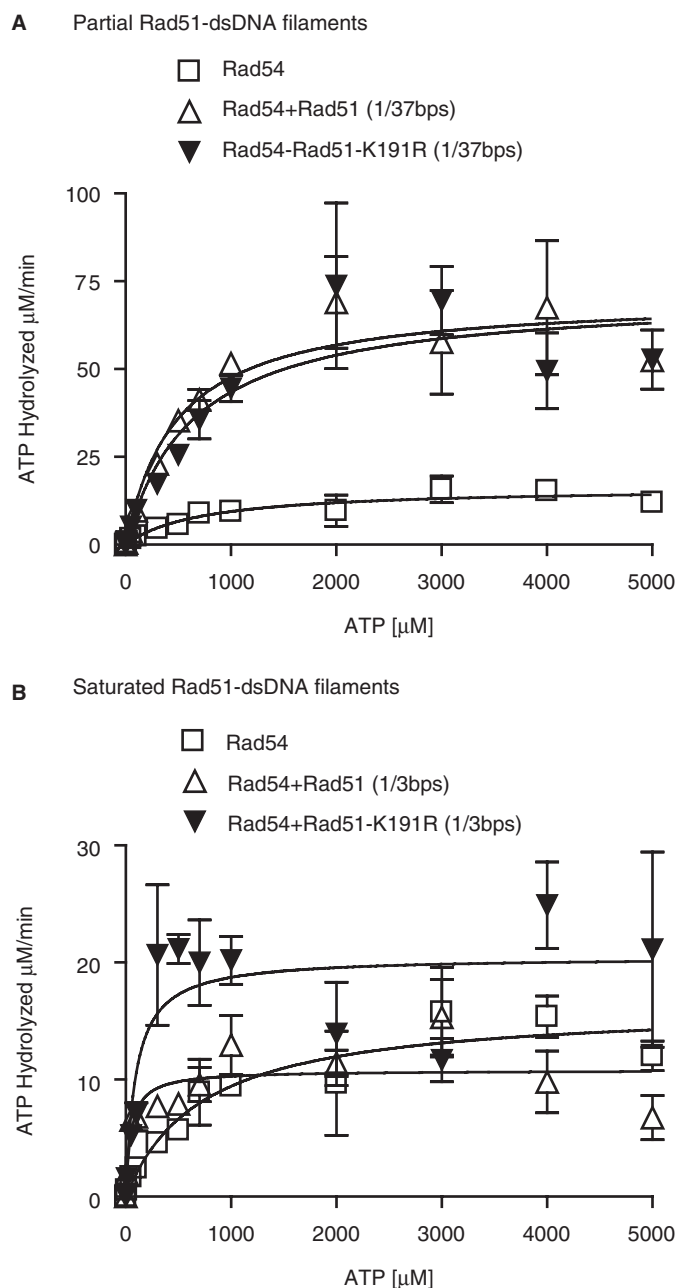 A Partial Rad51-dsDNA filaments
Rad54
Rad54+Rad51 (1/37bps)
Rad54-Rad51-K191R (1/37bps)
100
75
50
25
0
ATP Hydrolyzed μM/min
0 1000 2000 3000 4000 5000
ATP [μM]
B Saturated Rad51-dsDNA filaments
Rad54
Rad54+Rad51 (1/3bps)
Rad54+Rad51-K191R (1/3bps)
30
20
10
0
ATP Hydrolyzed μM/min
0 1000 2000 3000 4000 5000
ATP [μM]